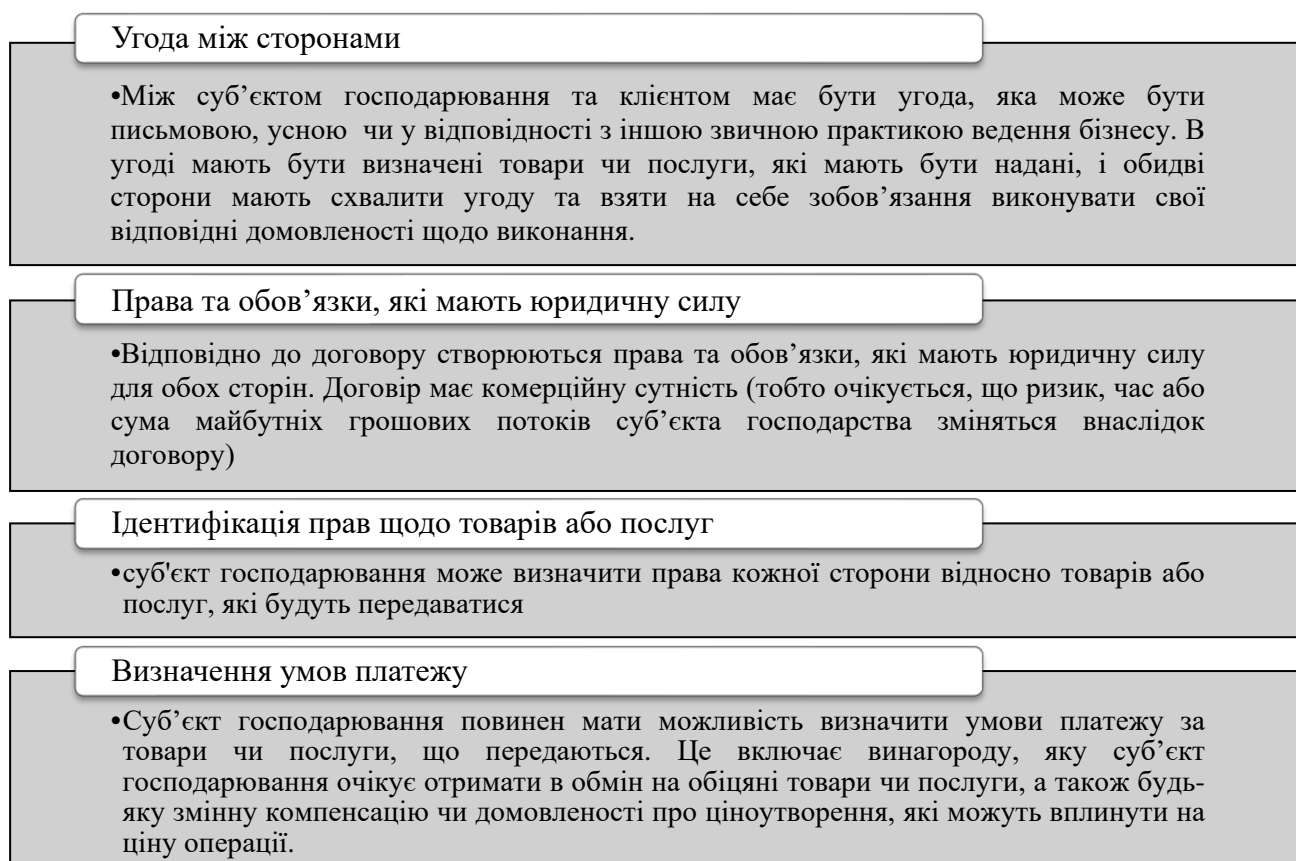 Угода між сторонами
•Між суб’єктом господарювання та клієнтом має бути угода, яка може бути
письмовою, усною чи у відповідності з іншою звичною практикою ведення бізнесу. В
угоді мають бути визначені товари чи послуги, які мають бути надані, і обидві
сторони мають схвалити угоду та взяти на себе зобов’язання виконувати свої
відповідні домовленості щодо виконання.
Права та обов’язки, які мають юридичну силу
•Відповідно до договору створюються права та обов’язки, які мають юридичну силу
для обох сторін. Договір має комерційну сутність (тобто очікується, що ризик, час або
сума майбутніх грошових потоків суб’єкта господарства зміняться внаслідок
договору)
Ідентифікація прав щодо товарів або послуг
•суб'єкт господарювання може визначити права кожної сторони відносно товарів або
послуг, які будуть передаватися
Визначення умов платежу
•Суб’єкт господарювання повинен мати можливість визначити умови платежу за
товари чи послуги, що передаються. Це включає винагороду, яку суб’єкт
господарювання очікує отримати в обмін на обіцяні товари чи послуги, а також будь-
яку змінну компенсацію чи домовленості про ціноутворення, які можуть вплинути на
ціну операції.